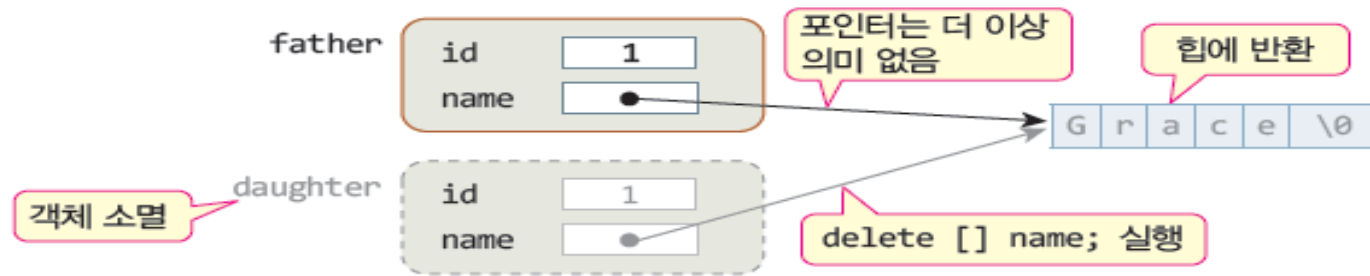 father
id 1
name
포인터는 더 이상
의미 없음
힙에 반환
G r a c e \0
daughter
id 1
name
객체 소멸
delete [] name; 실행